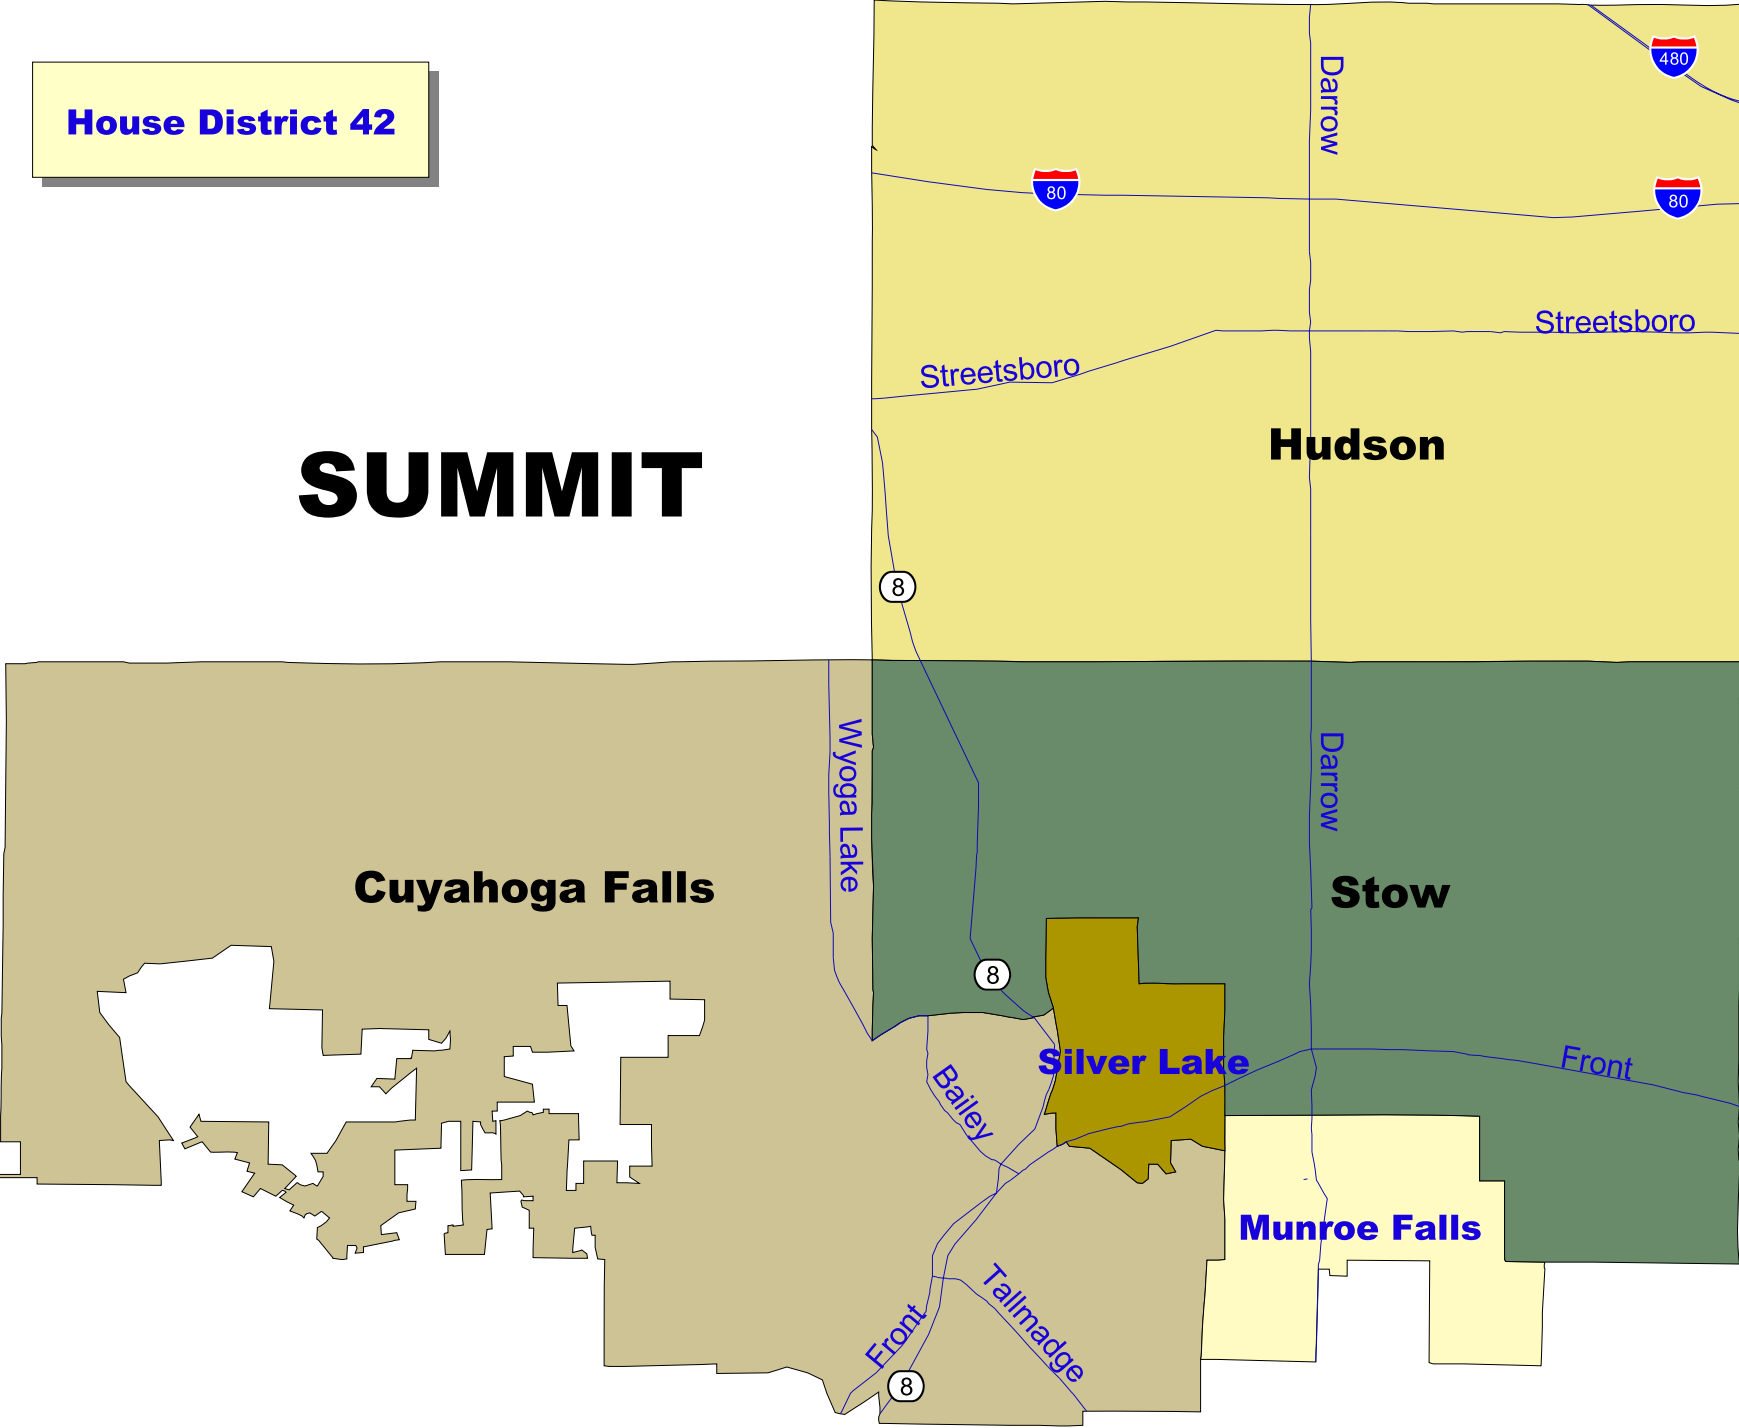 480
Darrow
House District 42
80
80
Streetsboro
Streetsboro
Hudson
SUMMIT
8
Wyoga Lake
Darrow
Cuyahoga Falls
Stow
8
Silver Lake
Front
Bailey
Munroe Falls
Tallmadge
Front
8